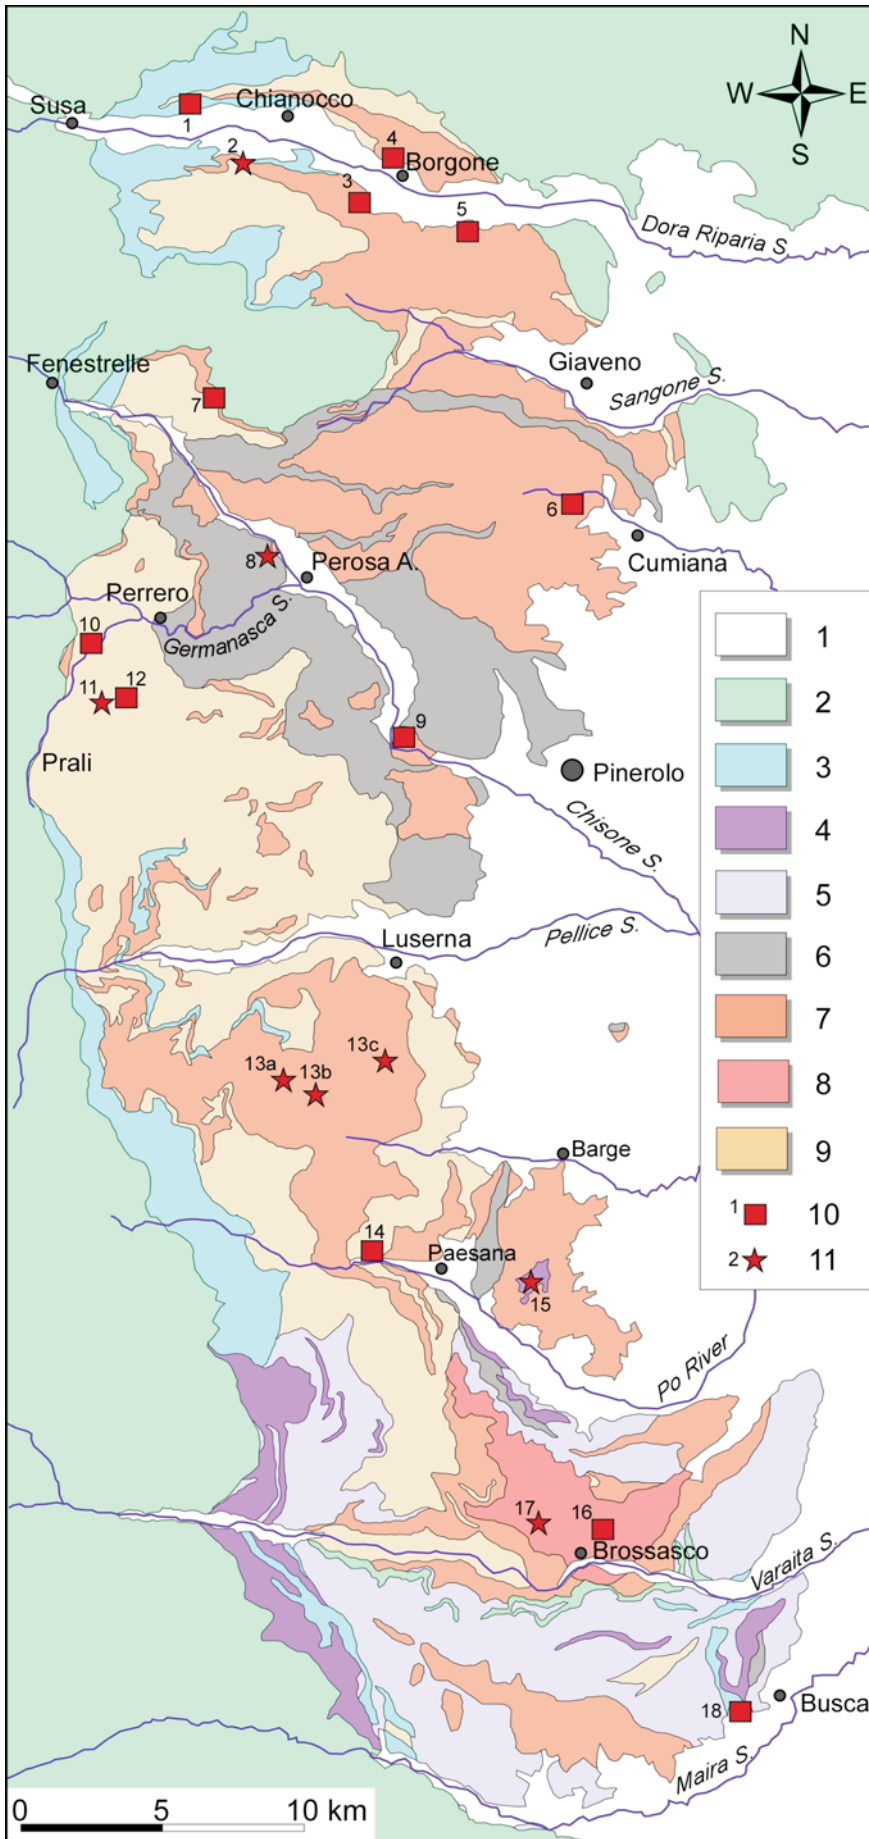 N
W E
S
Susa
Chianocco
1
4
2
Borgone
3
5
Dora Riparia S.
Fenestrelle
Giaveno
Sangone S.
7
6
Cumiana
8
Perosa A.
Perrero
Germanasca S.
10
11
12
9
Prali
Pinerolo
Chisone S.
Luserna
Pellice S.
13a
13b
13c
Barge
14
Paesana
15
Po River
17
16
Brossasco
Varaita S.
18
Busca
Maira S.
1
2
3
4
5
6
7
8
9
1 10
2 11
0 5 10 km